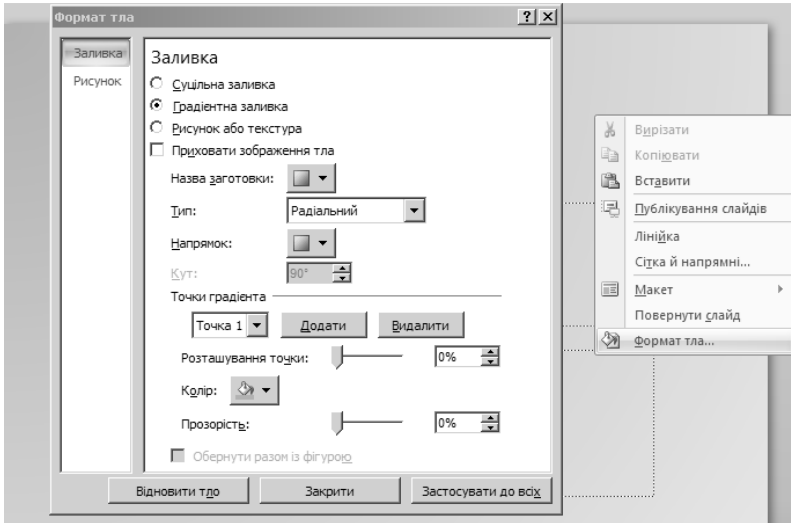 Формат тла
Заливка
Рисунок
Заливка
Суцільна заливка
Градієнтна заливка
Рисунок або текстура
Приховати зображення тла
Назва заготовки:
Тип: Радіальний
Напрямок:
Кут: 90°
Точки градієнта
Точка 1 Додати Видалити
Розташування точки: 0%
Колір:
Прозорість: 0%
Обернути разом із фігурою
Відновити тло Закрити Застосувати до всіх
Вирізати
Копіювати
Вставити
Публікування слайдів
Лінійка
Сітка й напрямні...
Макет
Повернути слайд
Формат тла...